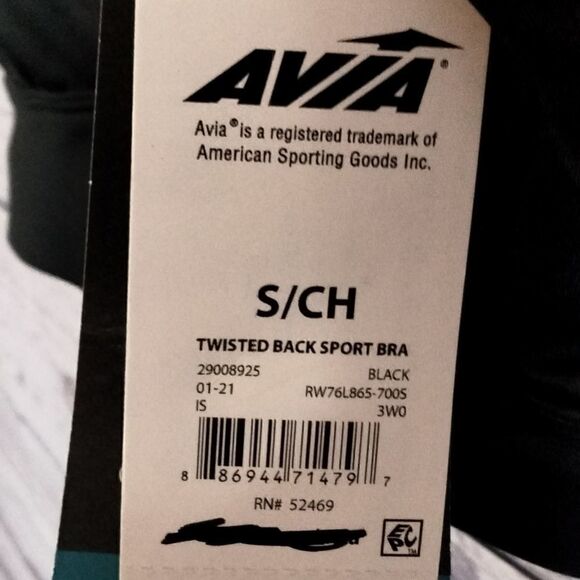 AVIA®
Avia® is a registered trademark of
American Sporting Goods Inc.
S/CH
TWISTED BACK SPORT BRA
29008925 BLACK
01-21 RW76L865-700S
IS 3W0
8 86944 71479 7
RN# 52469
EPC™